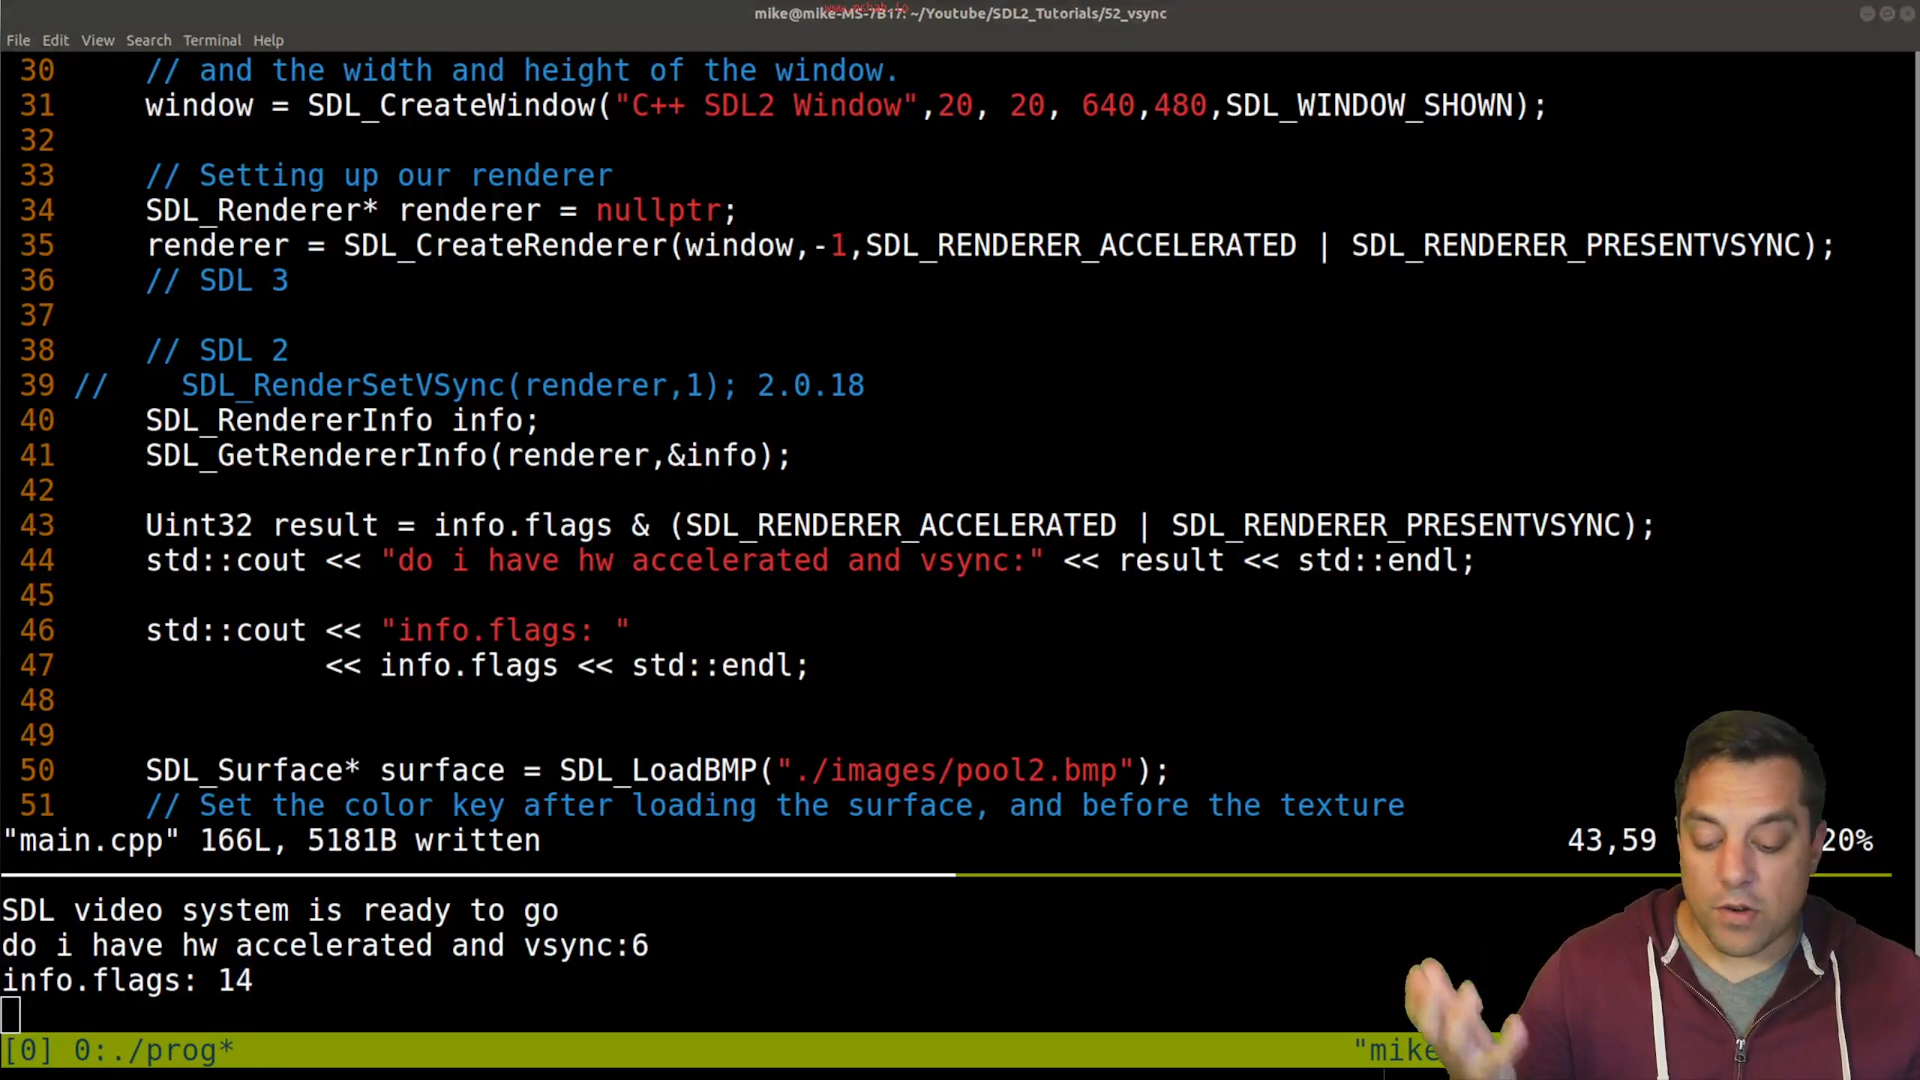 www.mshah.io
mike@mike-MS-7B17: ~/Youtube/SDL2_Tutorials/52_vsync
File Edit View Search Terminal Help
30 // and the width and height of the window.
31 window = SDL_CreateWindow("C++ SDL2 Window",20, 20, 640,480,SDL_WINDOW_SHOWN);
32
33 // Setting up our renderer
34 SDL_Renderer* renderer = nullptr;
35 renderer = SDL_CreateRenderer(window,-1,SDL_RENDERER_ACCELERATED | SDL_RENDERER_PRESENTVSYNC);
36 // SDL 3
37
38 // SDL 2
39 // SDL_RenderSetVSync(renderer,1); 2.0.18
40 SDL_RendererInfo info;
41 SDL_GetRendererInfo(renderer,&info);
42
43 Uint32 result = info.flags & (SDL_RENDERER_ACCELERATED | SDL_RENDERER_PRESENTVSYNC);
44 std::cout << "do i have hw accelerated and vsync:" << result << std::endl;
45
46 std::cout << "info.flags: "
47 << info.flags << std::endl;
48
49
50 SDL_Surface* surface = SDL_LoadBMP("./images/pool2.bmp");
51 // Set the color key after loading the surface, and before the texture
"main.cpp" 166L, 5181B written 43,59 20%
SDL video system is ready to go
do i have hw accelerated and vsync:6
info.flags: 14
[0] 0:./prog* "mike